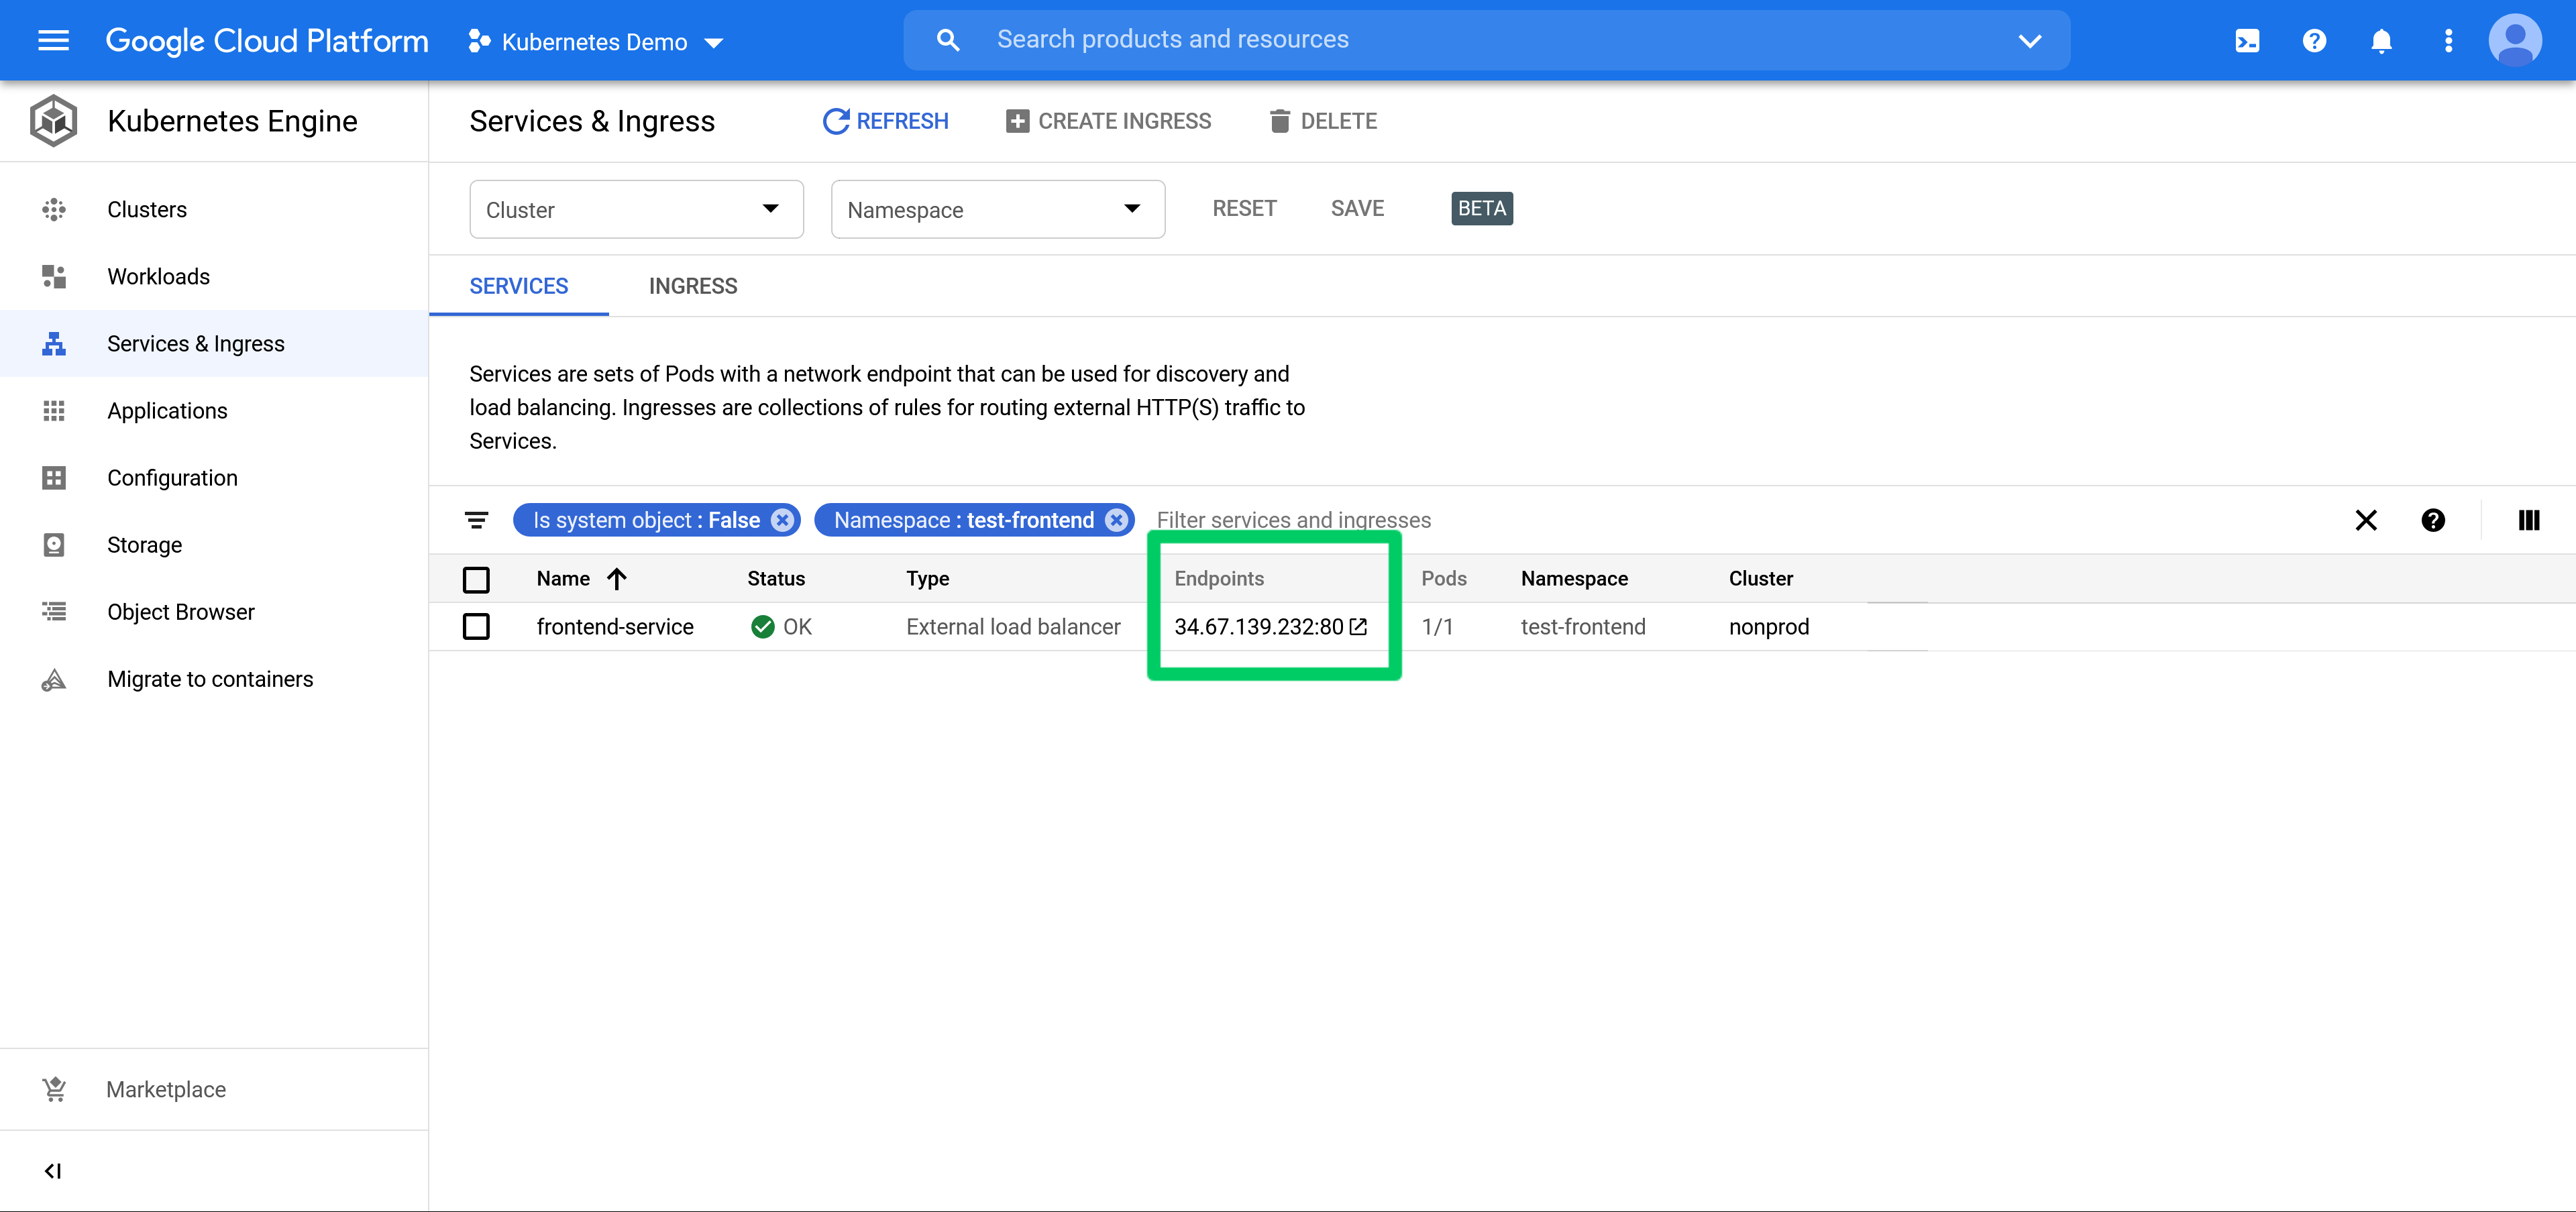 Google Cloud Platform
Kubernetes Demo
Search products and resources
Kubernetes Engine
Services & Ingress
REFRESH
CREATE INGRESS
DELETE
Clusters
Workloads
Services & Ingress
Applications
Configuration
Storage
Object Browser
Migrate to containers
Marketplace
Cluster
Namespace
RESET
SAVE
BETA
SERVICES
INGRESS
Services are sets of Pods with a network endpoint that can be used for discovery and
load balancing. Ingresses are collections of rules for routing external HTTP(S) traffic to
Services.
Is system object : False
Namespace : test-frontend
Filter services and ingresses
Name Status Type Endpoints Pods Namespace Cluster
frontend-service OK External load balancer 34.67.139.232:80 1/1 test-frontend nonprod